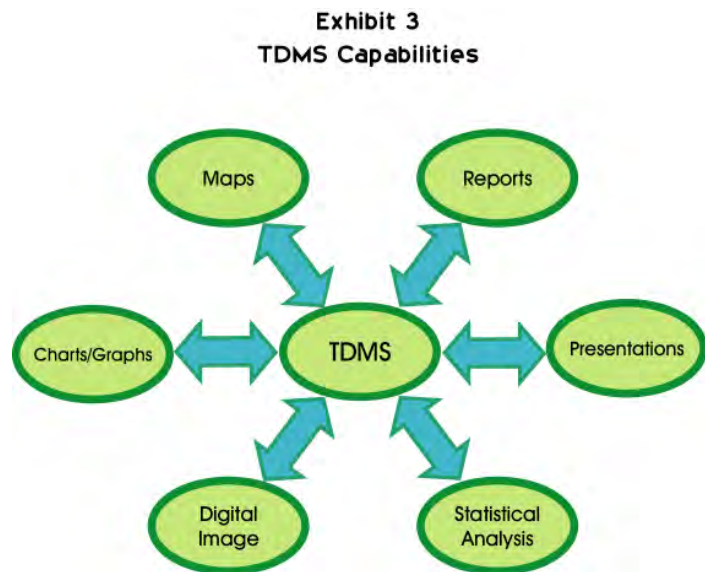 Exhibit 3
TDMS Capabilities
Maps
Reports
Charts/Graphs
TDMS
Presentations
Digital
Image
Statistical
Analysis